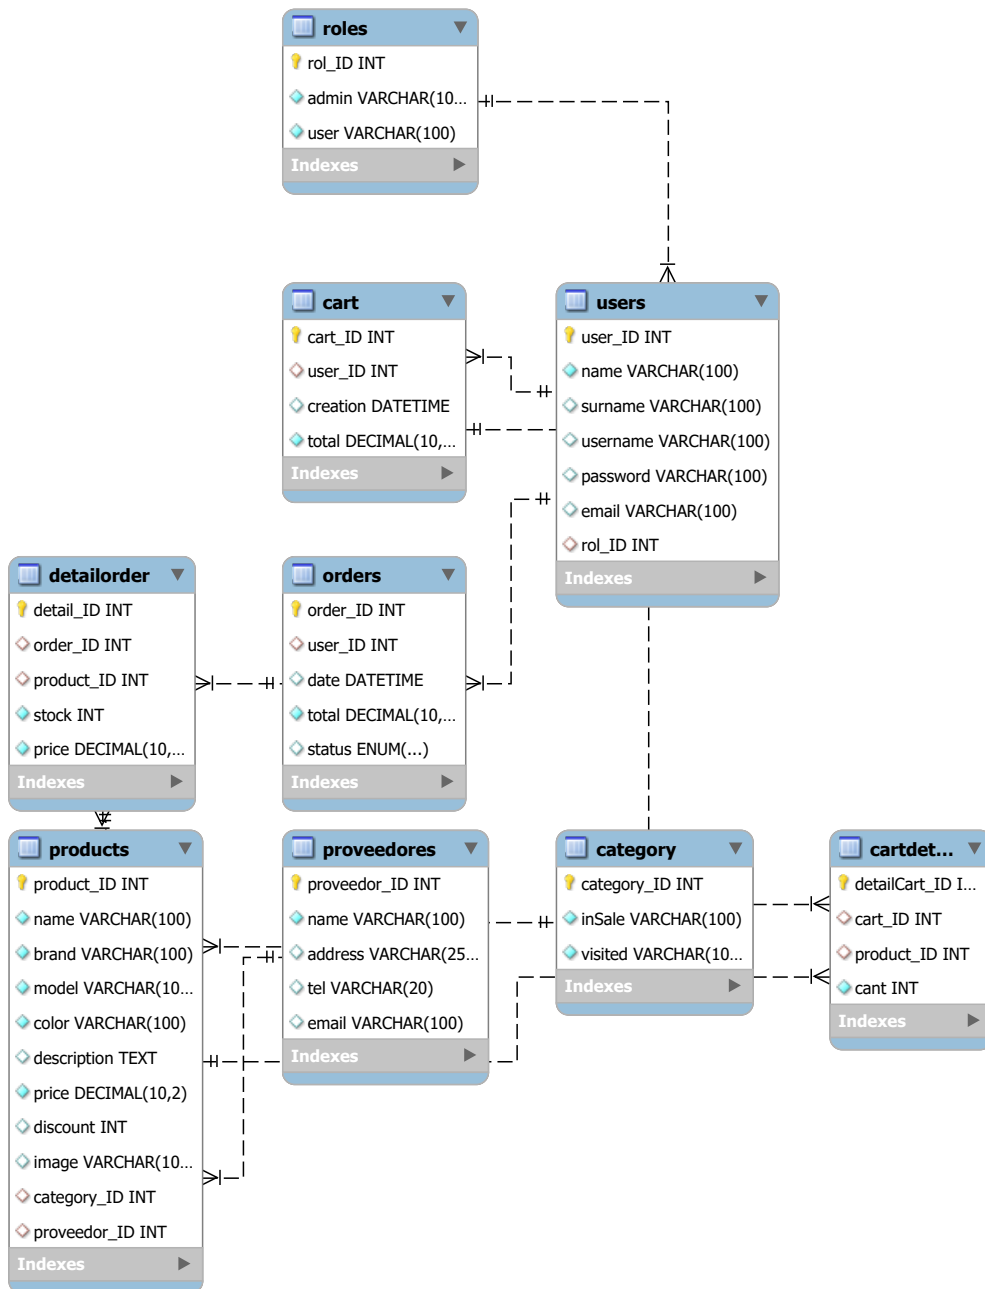 roles
rol_ID INT
admin VARCHAR(10...
user VARCHAR(100)
Indexes
cart
cart_ID INT
user_ID INT
creation DATETIME
total DECIMAL(10,...
Indexes
users
user_ID INT
name VARCHAR(100)
surname VARCHAR(100)
username VARCHAR(100)
password VARCHAR(100)
email VARCHAR(100)
rol_ID INT
Indexes
detailorder
detail_ID INT
order_ID INT
product_ID INT
stock INT
price DECIMAL(10,...
Indexes
orders
order_ID INT
user_ID INT
date DATETIME
total DECIMAL(10,...
status ENUM(...)
Indexes
products
product_ID INT
name VARCHAR(100)
brand VARCHAR(100)
model VARCHAR(10...
color VARCHAR(100)
description TEXT
price DECIMAL(10,2)
discount INT
image VARCHAR(10...
category_ID INT
proveedor_ID INT
Indexes
proveedores
proveedor_ID INT
name VARCHAR(100)
address VARCHAR(25...
tel VARCHAR(20)
email VARCHAR(100)
Indexes
category
category_ID INT
inSale VARCHAR(100)
visited VARCHAR(10...
Indexes
cartdet...
detailCart_ID I...
cart_ID INT
product_ID INT
cant INT
Indexes